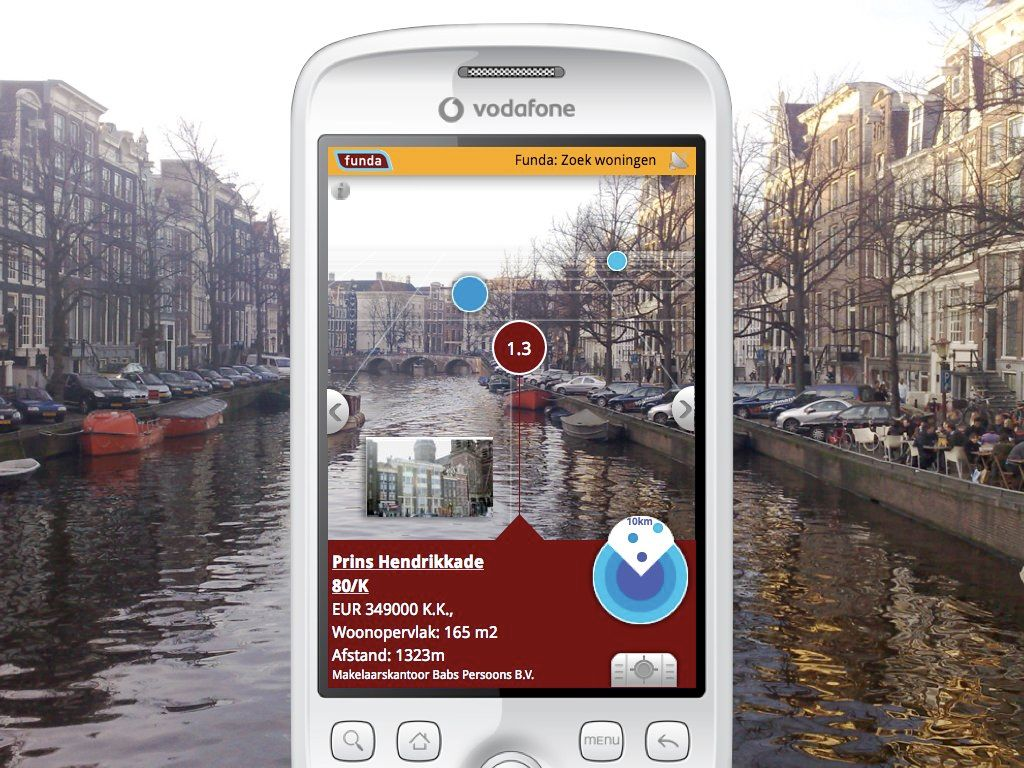 vodafone
funda
Funda: Zoek woningen
1.3
10km
Prins Hendrikkade
80/K
EUR 349000 K.K.,
Woonopervlak: 165 m2
Afstand: 1323m
Makelaarskantoor Babs Persoons B.V.
MENU